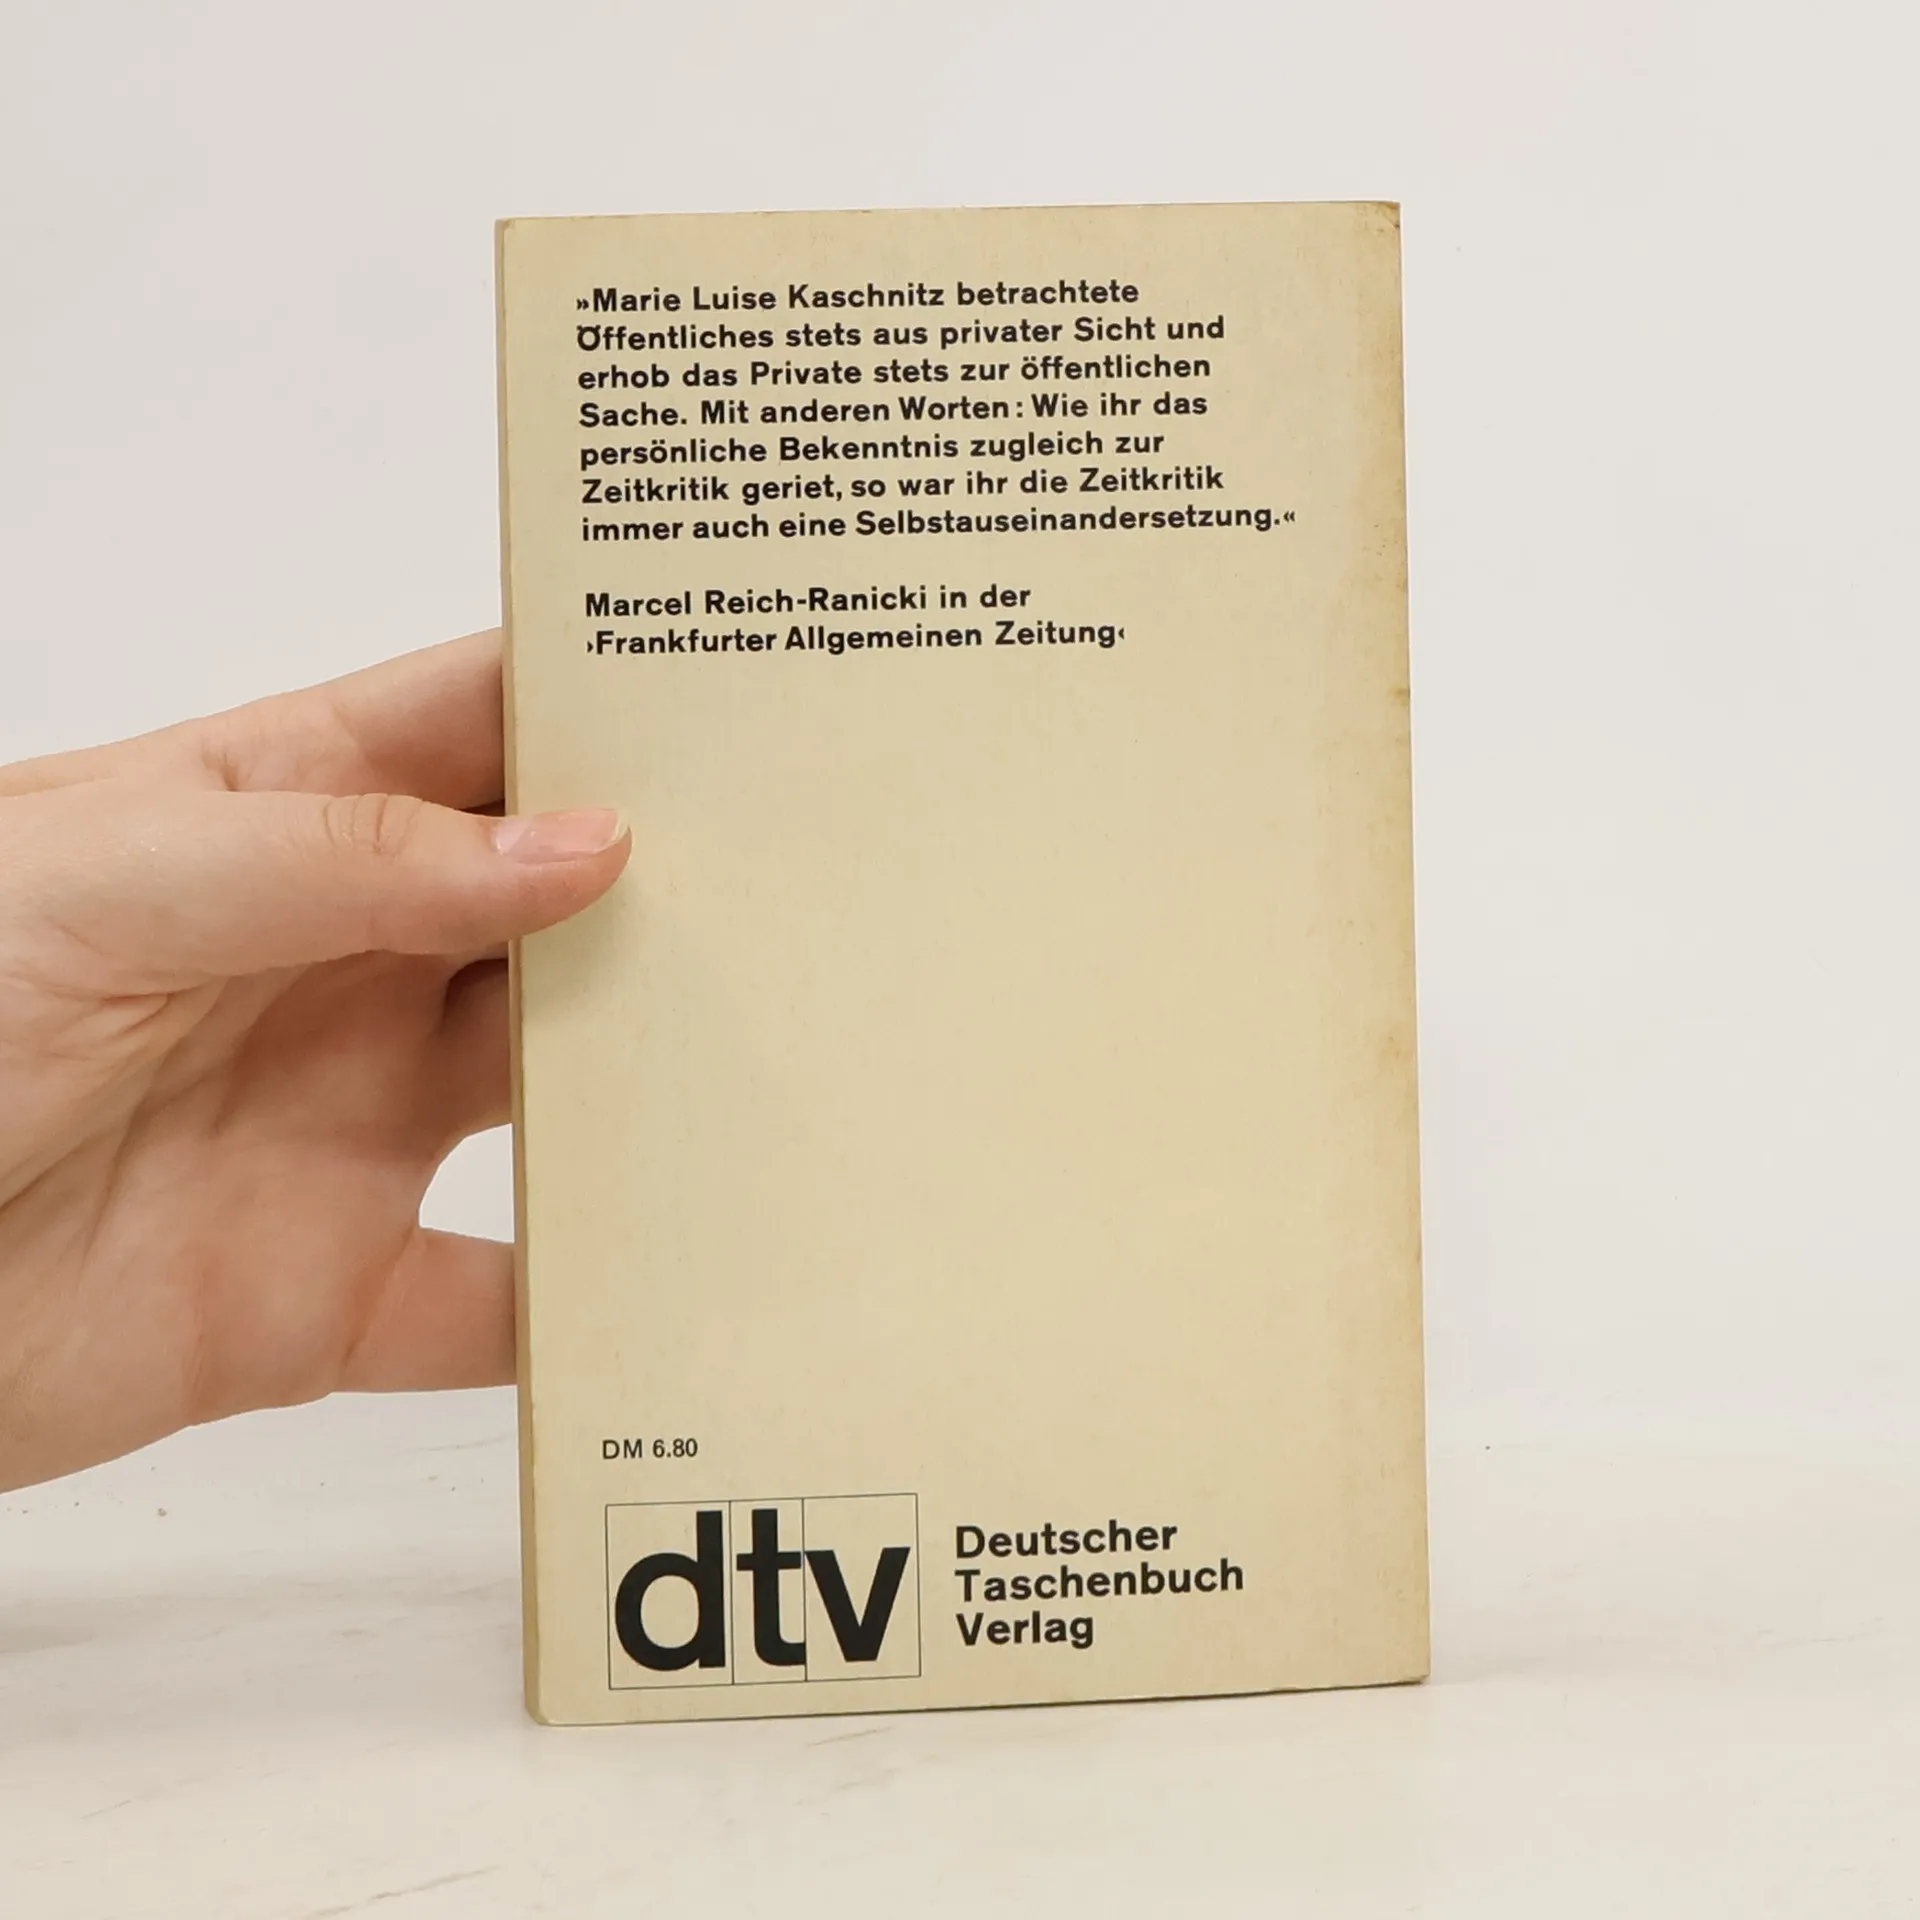 »Marie Luise Kaschnitz betrachtete
Öffentliches stets aus privater Sicht und
erhob das Private stets zur öffentlichen
Sache. Mit anderen Worten: Wie ihr das
persönliche Bekenntnis zugleich zur
Zeitkritik geriet, so war ihr die Zeitkritik
immer auch eine Selbstauseinandersetzung.«
Marcel Reich-Ranicki in der
›Frankfurter Allgemeinen Zeitung‹
DM 6.80
dtv
Deutscher
Taschenbuch
Verlag